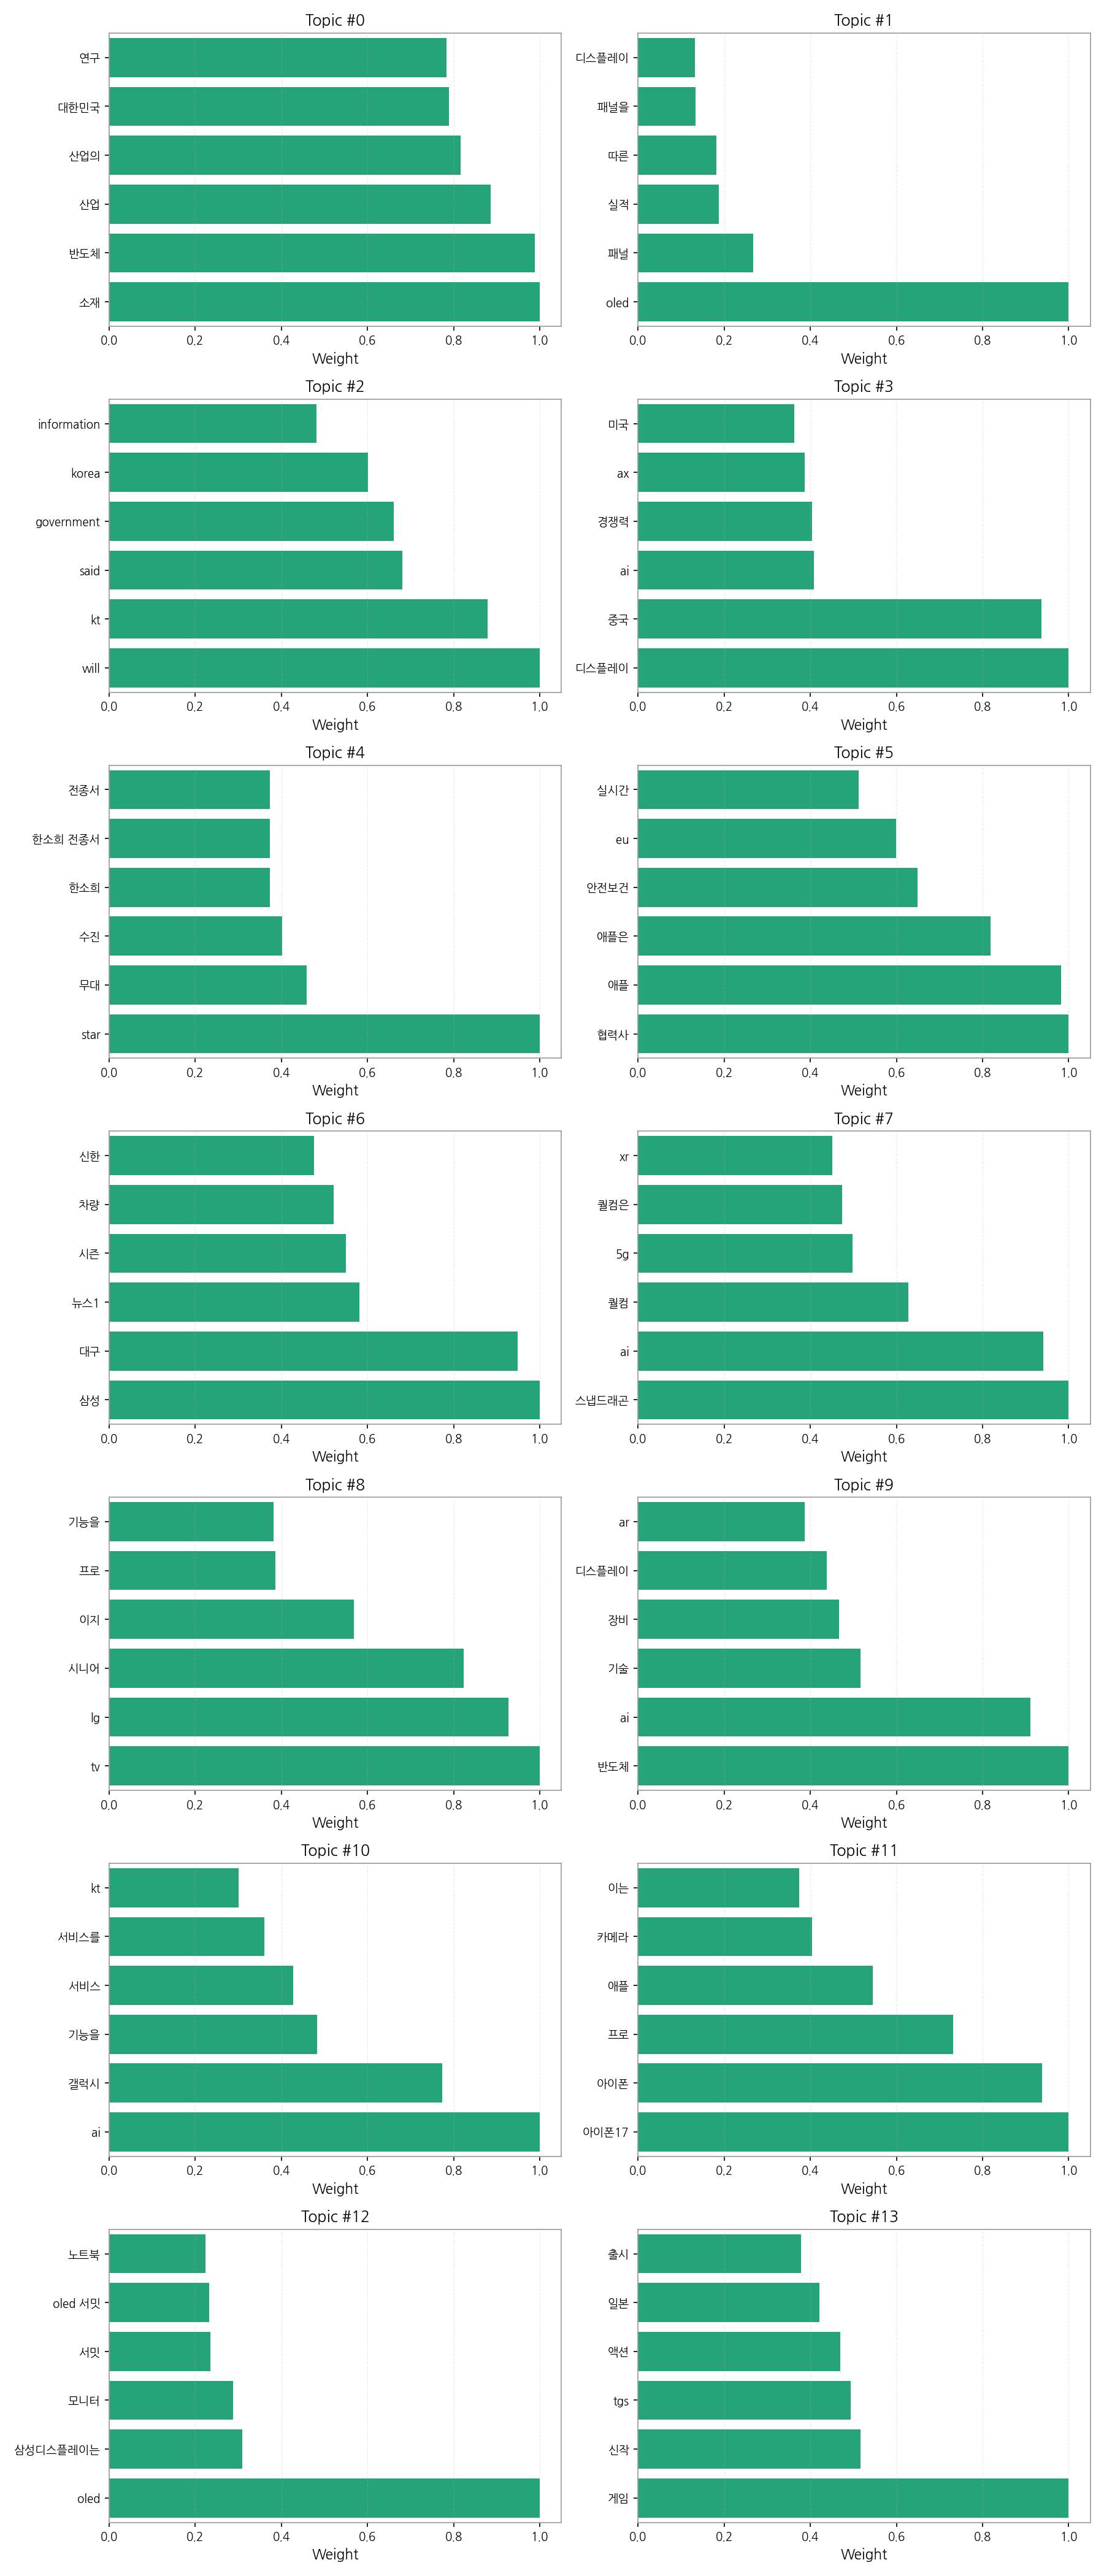 Topic #0
연구
대한민국
산업의
산업
반도체
소재
0.0 0.2 0.4 0.6 0.8 1.0
Weight
Topic #1
디스플레이
패널을
따른
실적
패널
oled
0.0 0.2 0.4 0.6 0.8 1.0
Weight
Topic #2
information
korea
government
said
kt
will
0.0 0.2 0.4 0.6 0.8 1.0
Weight
Topic #3
미국
ax
경쟁력
ai
중국
디스플레이
0.0 0.2 0.4 0.6 0.8 1.0
Weight
Topic #4
전종서
한소희 전종서
한소희
수진
무대
star
0.0 0.2 0.4 0.6 0.8 1.0
Weight
Topic #5
실시간
eu
안전보건
애플은
애플
협력사
0.0 0.2 0.4 0.6 0.8 1.0
Weight
Topic #6
신한
차량
시즌
뉴스1
대구
삼성
0.0 0.2 0.4 0.6 0.8 1.0
Weight
Topic #7
xr
퀄컴은
5g
퀄컴
ai
스냅드래곤
0.0 0.2 0.4 0.6 0.8 1.0
Weight
Topic #8
기능을
프로
이지
시니어
lg
tv
0.0 0.2 0.4 0.6 0.8 1.0
Weight
Topic #9
ar
디스플레이
장비
기술
ai
반도체
0.0 0.2 0.4 0.6 0.8 1.0
Weight
Topic #10
kt
서비스를
서비스
기능을
갤럭시
ai
0.0 0.2 0.4 0.6 0.8 1.0
Weight
Topic #11
이는
카메라
애플
프로
아이폰
아이폰17
0.0 0.2 0.4 0.6 0.8 1.0
Weight
Topic #12
노트북
oled 서밋
서밋
모니터
삼성디스플레이는
oled
0.0 0.2 0.4 0.6 0.8 1.0
Weight
Topic #13
출시
일본
액션
tgs
신작
게임
0.0 0.2 0.4 0.6 0.8 1.0
Weight